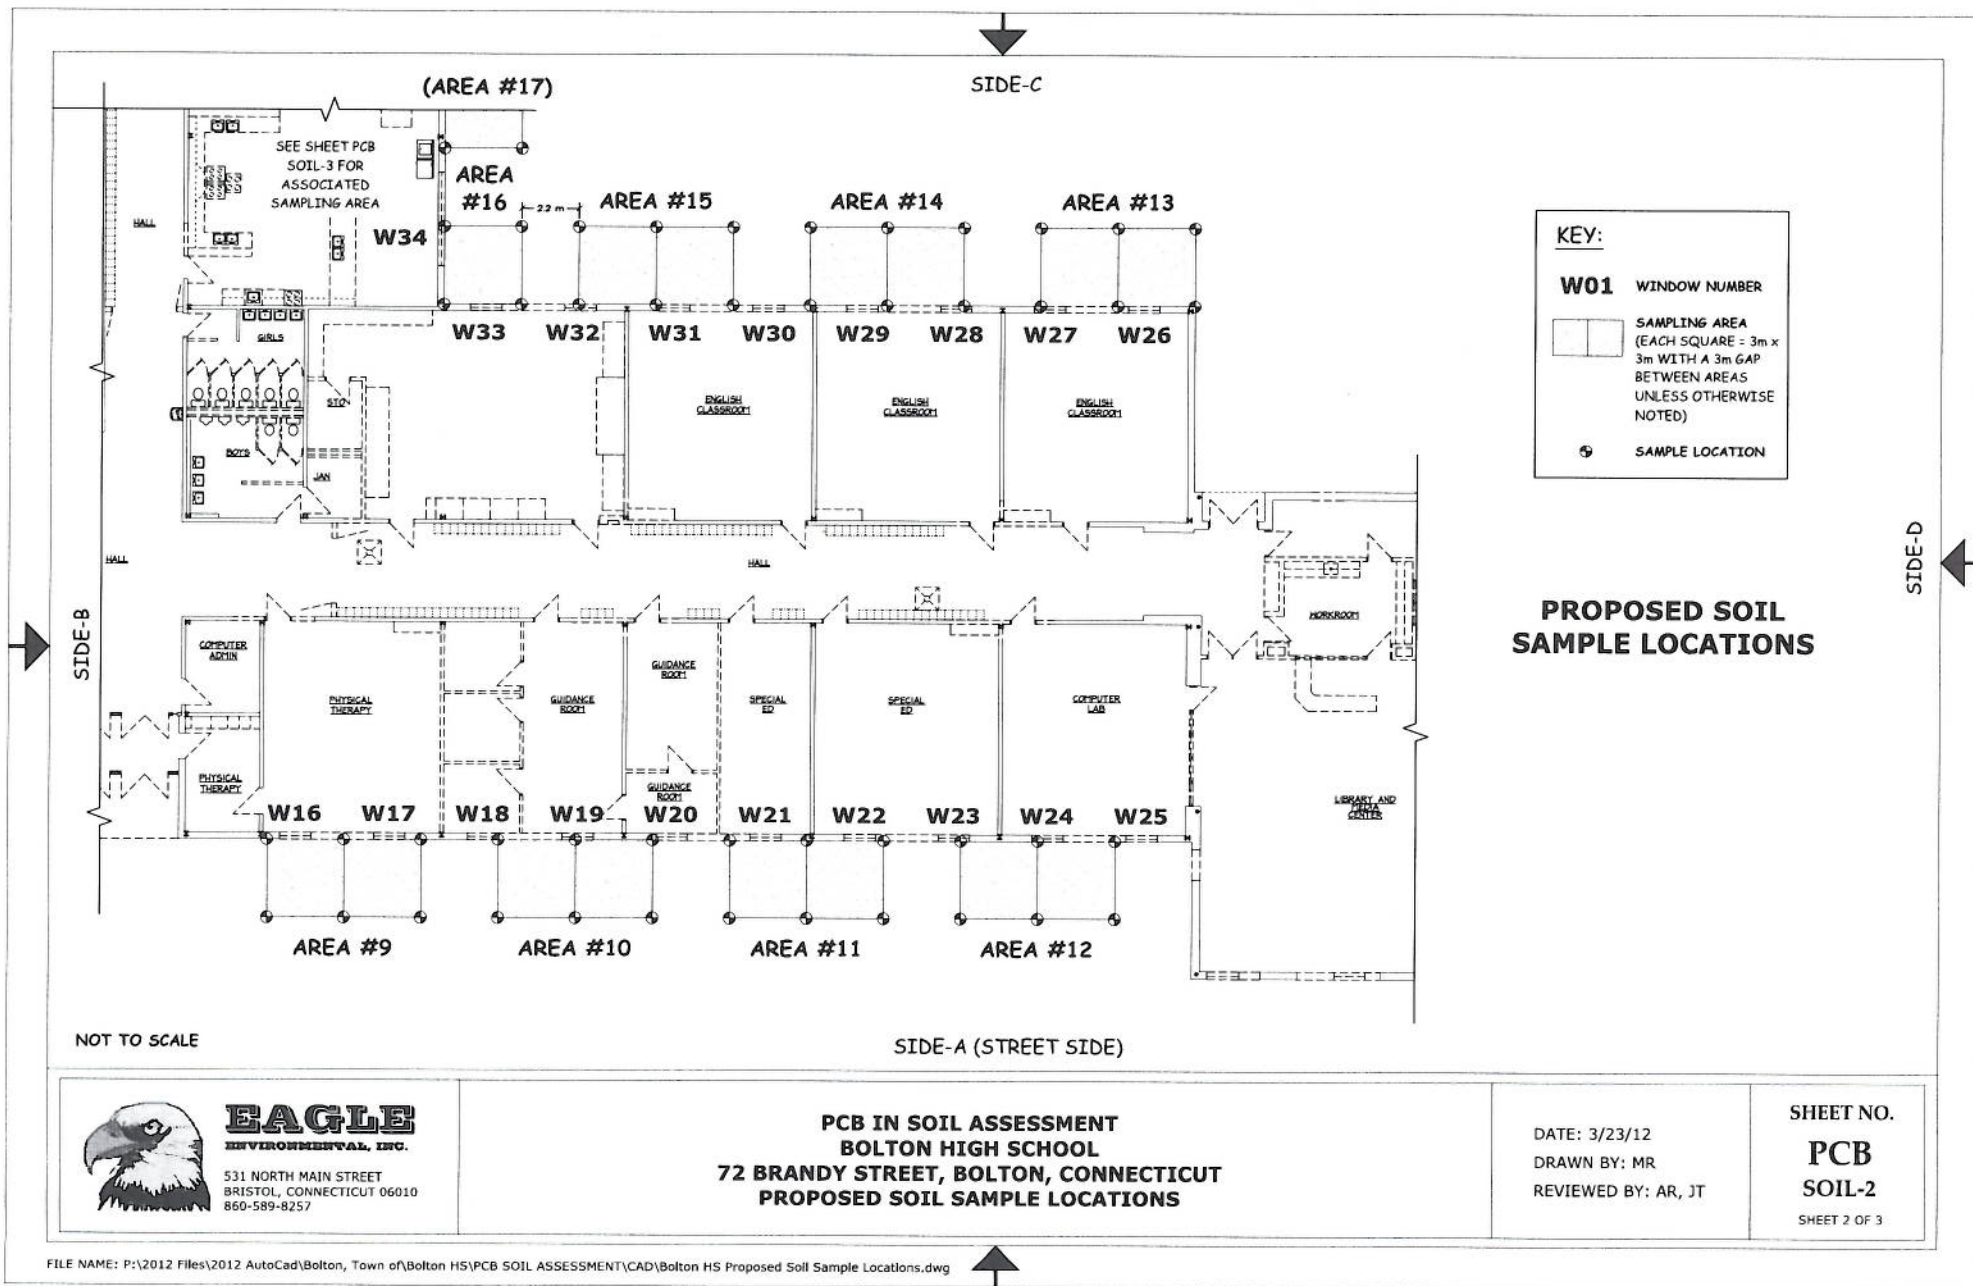 SIDE-C
(AREA #17)
SEE SHEET PCB
SOIL-3 FOR
ASSOCIATED
SAMPLING AREA
AREA
#16
2.2 m
AREA #15
AREA #14
AREA #13
HALL
W34
W33
W32
W31
W30
W29
W28
W27
W26
KEY:
W01 WINDOW NUMBER
SAMPLING AREA
(EACH SQUARE = 3m x
3m WITH A 3m GAP
BETWEEN AREAS
UNLESS OTHERWISE
NOTED)
SAMPLE LOCATION
GIRLS
STO
BOYS
JAN
ENGLISH
CLASSROOM
ENGLISH
CLASSROOM
ENGLISH
CLASSROOM
HALL
HALL
SIDE-D
SIDE-B
WORKROOM
PROPOSED SOIL
SAMPLE LOCATIONS
COMPUTER
ADMIN
PHYSICAL
THERAPY
GUIDANCE
ROOM
GUIDANCE
ROOM
SPECIAL
ED
SPECIAL
ED
COMPUTER
LAB
PHYSICAL
THERAPY
GUIDANCE
ROOM
LIBRARY AND
MEDIA
CENTER
W16
W17
W18
W19
W20
W21
W22
W23
W24
W25
AREA #9
AREA #10
AREA #11
AREA #12
NOT TO SCALE
SIDE-A (STREET SIDE)
EAGLE
ENVIRONMENTAL, INC.
531 NORTH MAIN STREET
BRISTOL, CONNECTICUT 06010
860-589-8257
PCB IN SOIL ASSESSMENT
BOLTON HIGH SCHOOL
72 BRANDY STREET, BOLTON, CONNECTICUT
PROPOSED SOIL SAMPLE LOCATIONS
DATE: 3/23/12
DRAWN BY: MR
REVIEWED BY: AR, JT
SHEET NO.
PCB
SOIL-2
SHEET 2 OF 3
FILE NAME: P:\2012 Files\2012 AutoCad\Bolton, Town of\Bolton HS\PCB SOIL ASSESSMENT\CAD\Bolton HS Proposed Soil Sample Locations.dwg